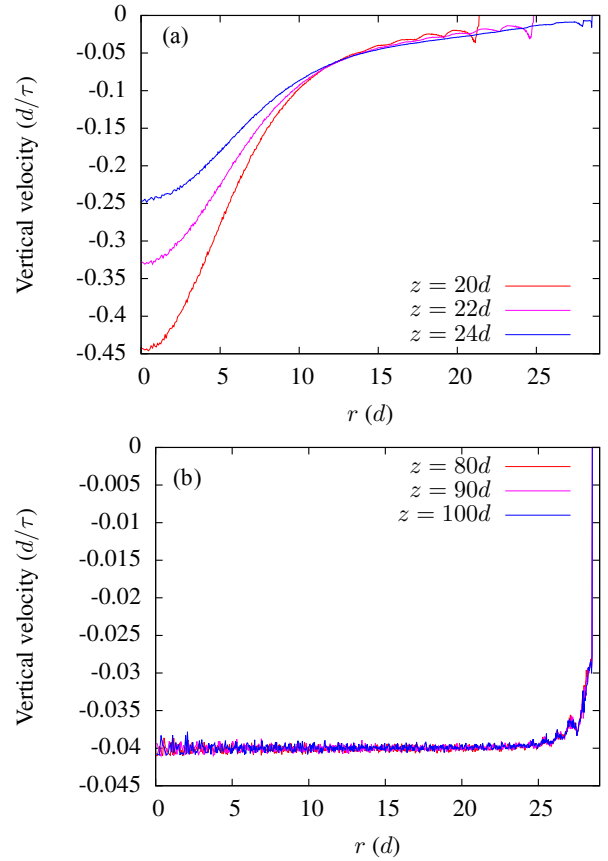 0
-0.05
-0.1
-0.15
-0.2
-0.25
-0.3
-0.35
-0.4
-0.45
(a)
Vertical velocity (d/τ)
z = 20d
z = 22d
z = 24d
0 5 10 15 20 25
r (d)
0
-0.005
-0.01
-0.015
-0.02
-0.025
-0.03
-0.035
-0.04
-0.045
(b)
Vertical velocity (d/τ)
z = 80d
z = 90d
z = 100d
0 5 10 15 20 25
r (d)